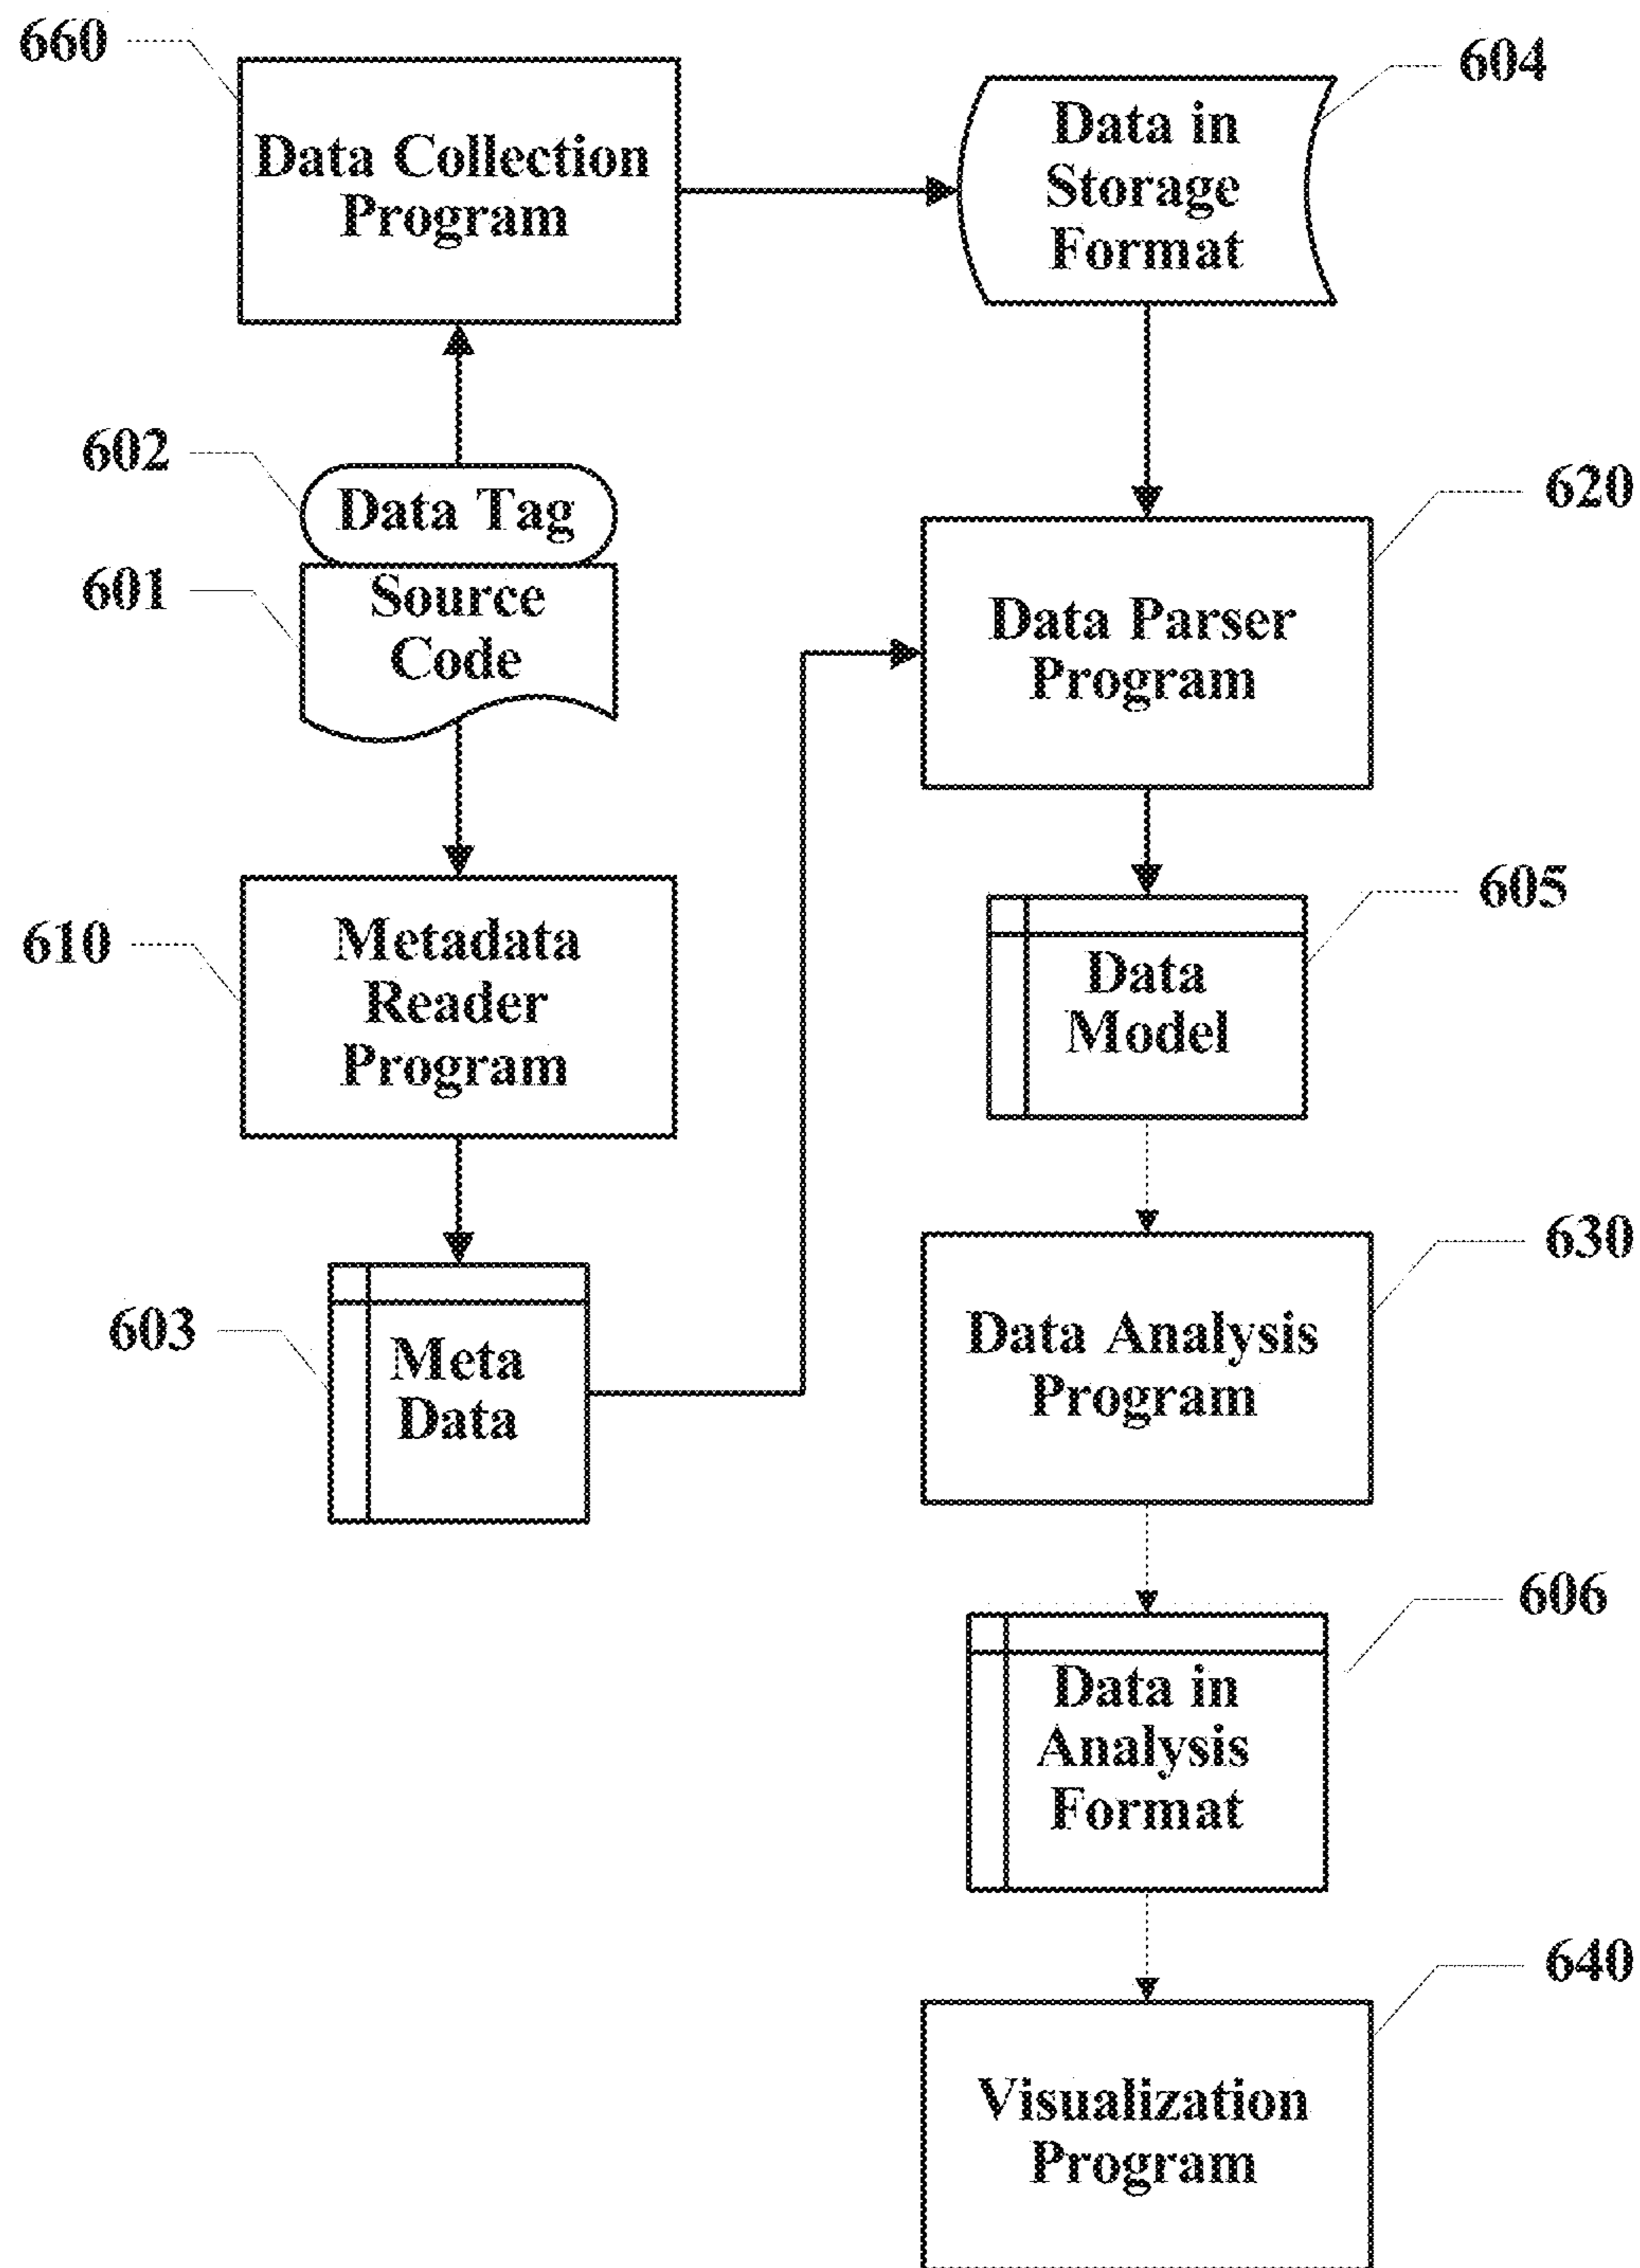 660
Data Collection
Program
604
Data in
Storage
Format
602
Data Tag
601
Source
Code
620
Data Parser
Program
610
Metadata
Reader
Program
605
Data
Model
603
Meta
Data
630
Data Analysis
Program
606
Data in
Analysis
Format
640
Visualization
Program